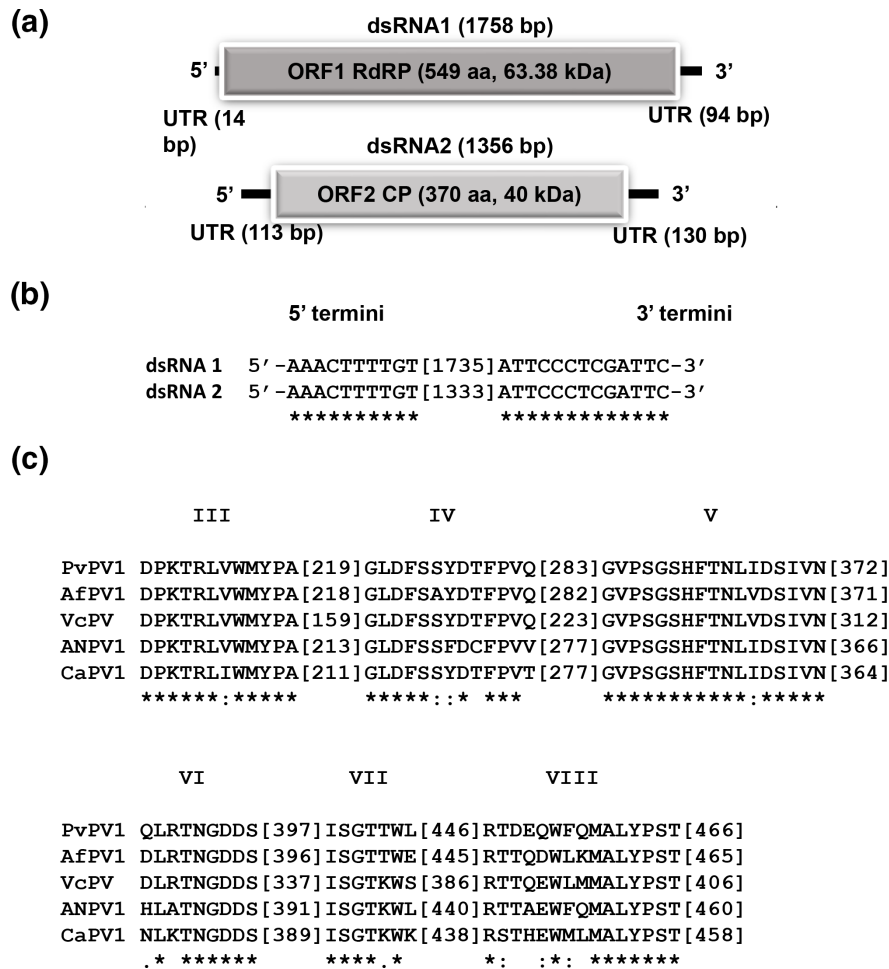 (a)
dsRNA1 (1758 bp)
5’ ORF1 RdRP (549 aa, 63.38 kDa) 3’
UTR (14 bp)
UTR (94 bp)
dsRNA2 (1356 bp)
5’ ORF2 CP (370 aa, 40 kDa) 3’
UTR (113 bp) UTR (130 bp)
(b)
5’ termini 3’ termini
dsRNA 1 5’-AAACTTTTGT[1735]ATTCCCTCGATTC-3’
dsRNA 2 5’-AAACTTTTGT[1333]ATTCCCTCGATTC-3’
********** *************
(c)
III IV V
PvPV1 DPKTRLVWMYPA[219]GLDFSSYDTFPVQ[283]GVPSGSHFTNLIDSIVN[372]
AfPV1 DPKTRLVWMYPA[218]GLDFSAYDTFPVQ[282]GVPSGSHFTNLVDSIVN[371]
VcPV DPKTRLVWMYPA[159]GLDFSSYDTFPVQ[223]GVPSGSHFTNLVDSIVN[312]
ANPV1 DPKTRLVWMYPA[213]GLDFSSFDCFPVV[277]GVPSGSHFTNLIDSIVN[366]
CaPV1 DPKTRLIWMYPA[211]GLDFSSYDTFPVT[277]GVPSGSHFTNLIDSIVN[364]
******:***** *****::* *** ***********:*****
VI VII VIII
PvPV1 QLRTNGDDS[397]ISGTTWL[446]RTDEQWFQMALYPST[466]
AfPV1 DLRTNGDDS[396]ISGTTWE[445]RTTQDWLKMALYPST[465]
VcPV DLRTNGDDS[337]ISGTKWS[386]RTTQEWLMMALYPST[406]
ANPV1 HLATNGDDS[391]ISGTKWL[440]RTTAEWFQMALYPST[460]
CaPV1 NLKTNGDDS[389]ISGTKWK[438]RSTHEWMLMALYPST[458]
.* ****** ****.* *: :*: *******